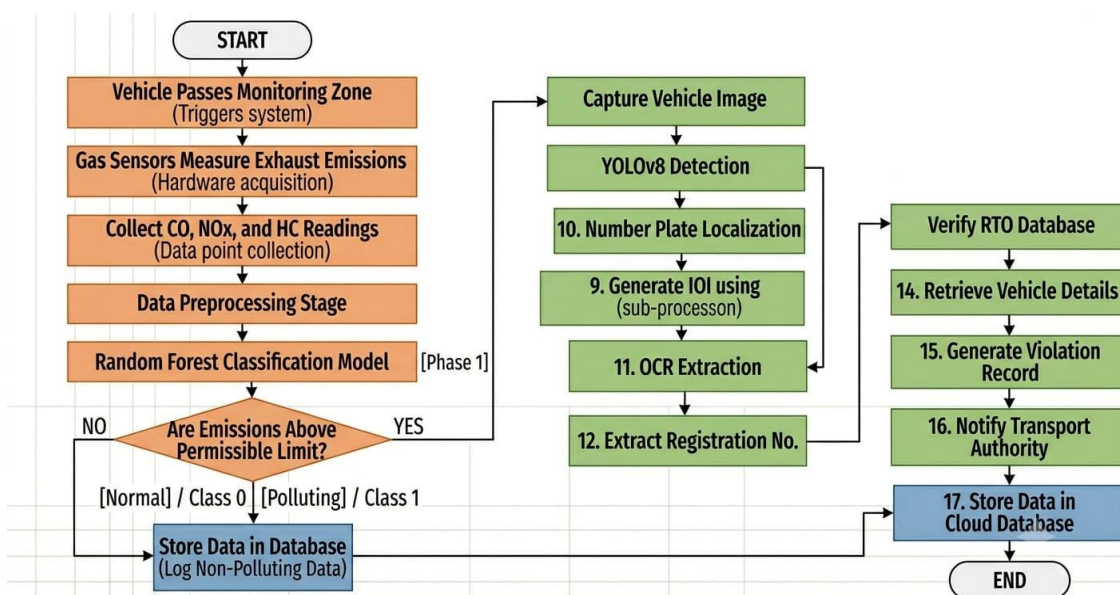 START
Vehicle Passes Monitoring Zone
(Triggers system)
Gas Sensors Measure Exhaust Emissions
(Hardware acquisition)
Collect CO, NOx, and HC Readings
(Data point collection)
Data Preprocessing Stage
Random Forest Classification Model
[Phase 1]
NO
Are Emissions Above
Permissible Limit?
YES
[Normal] / Class 0 [Polluting] / Class 1
Store Data in Database
(Log Non-Polluting Data)
Capture Vehicle Image
YOLOv8 Detection
10. Number Plate Localization
9. Generate IOI using
(sub-processon)
11. OCR Extraction
12. Extract Registration No.
Verify RTO Database
14. Retrieve Vehicle Details
15. Generate Violation
Record
16. Notify Transport
Authority
17. Store Data in
Cloud Database
END